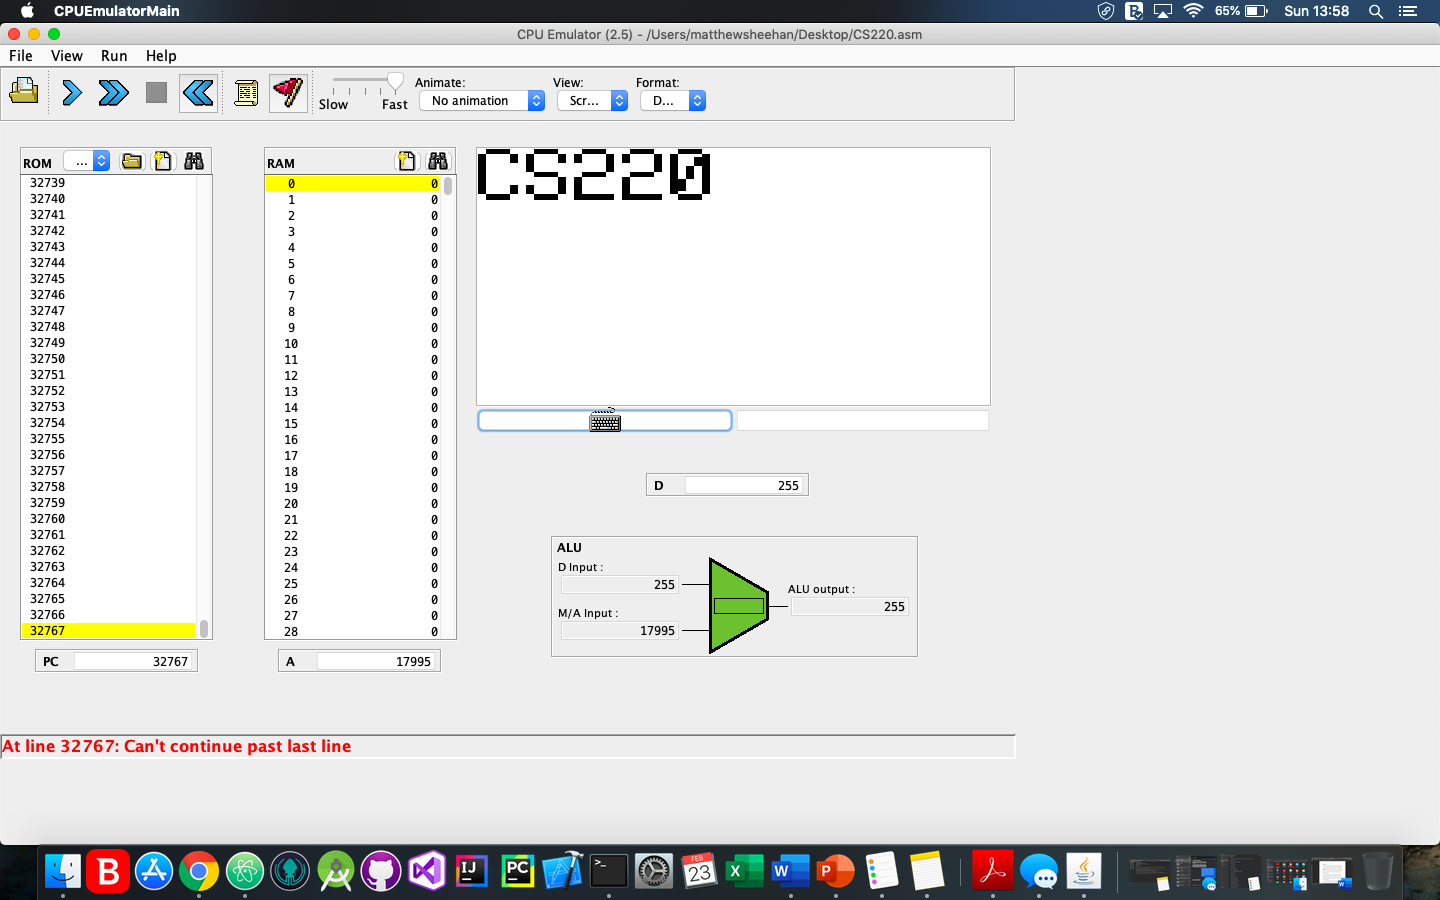 CPUEmulatorMain 65% Sun 13:58
CPU Emulator (2.5) - /Users/matthewsheehan/Desktop/CS220.asm
File View Run Help
Animate: View: Format:
Slow Fast No animation Scr... D...
ROM ... RAM
CS220
32739 0 0
32740 1 0
32741 2 0
32742 3 0
32743 4 0
32744 5 0
32745 6 0
32746 7 0
32747 8 0
32748 9 0
32749 10 0
32750 11 0
32751 12 0
32752 13 0
32753 14 0
32754 15 0
32755 16 0
32756 17 0
32757 18 0
32758 19 0
32759 20 0
32760 21 0
32761 22 0
32762 23 0
32763 24 0
32764 25 0
32765 26 0
32766 27 0
32767 28 0
PC 32767
A 17995
D 255
ALU
D Input :
255
M/A Input :
17995
ALU output :
255
At line 32767: Can't continue past last line
B IJ PC >_ FEB 23 X W P